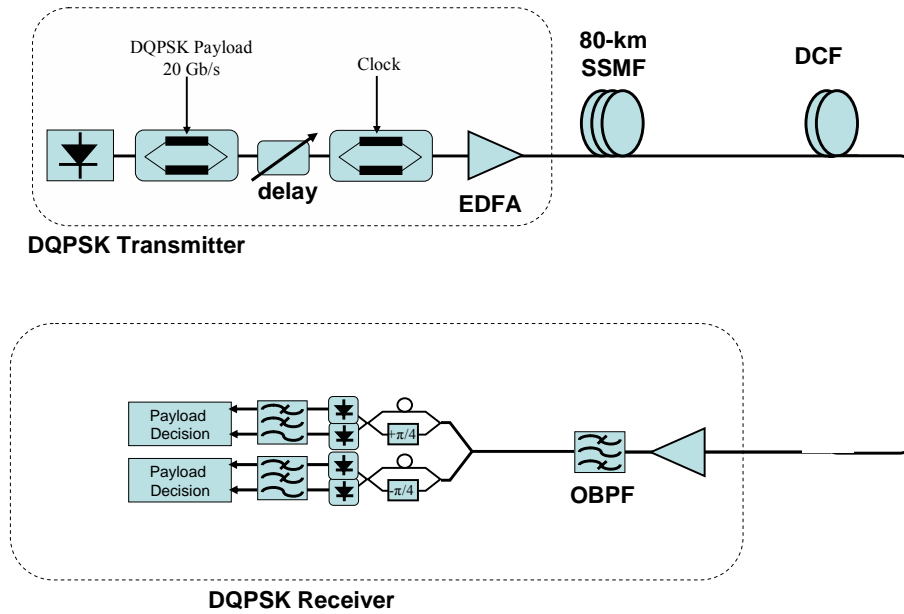 DQPSK Payload
20 Gb/s
Clock
80-km
SSMF
DCF
delay
EDFA
DQPSK Transmitter
Payload
Decision
+π/4
Payload
Decision
-π/4
OBPF
DQPSK Receiver